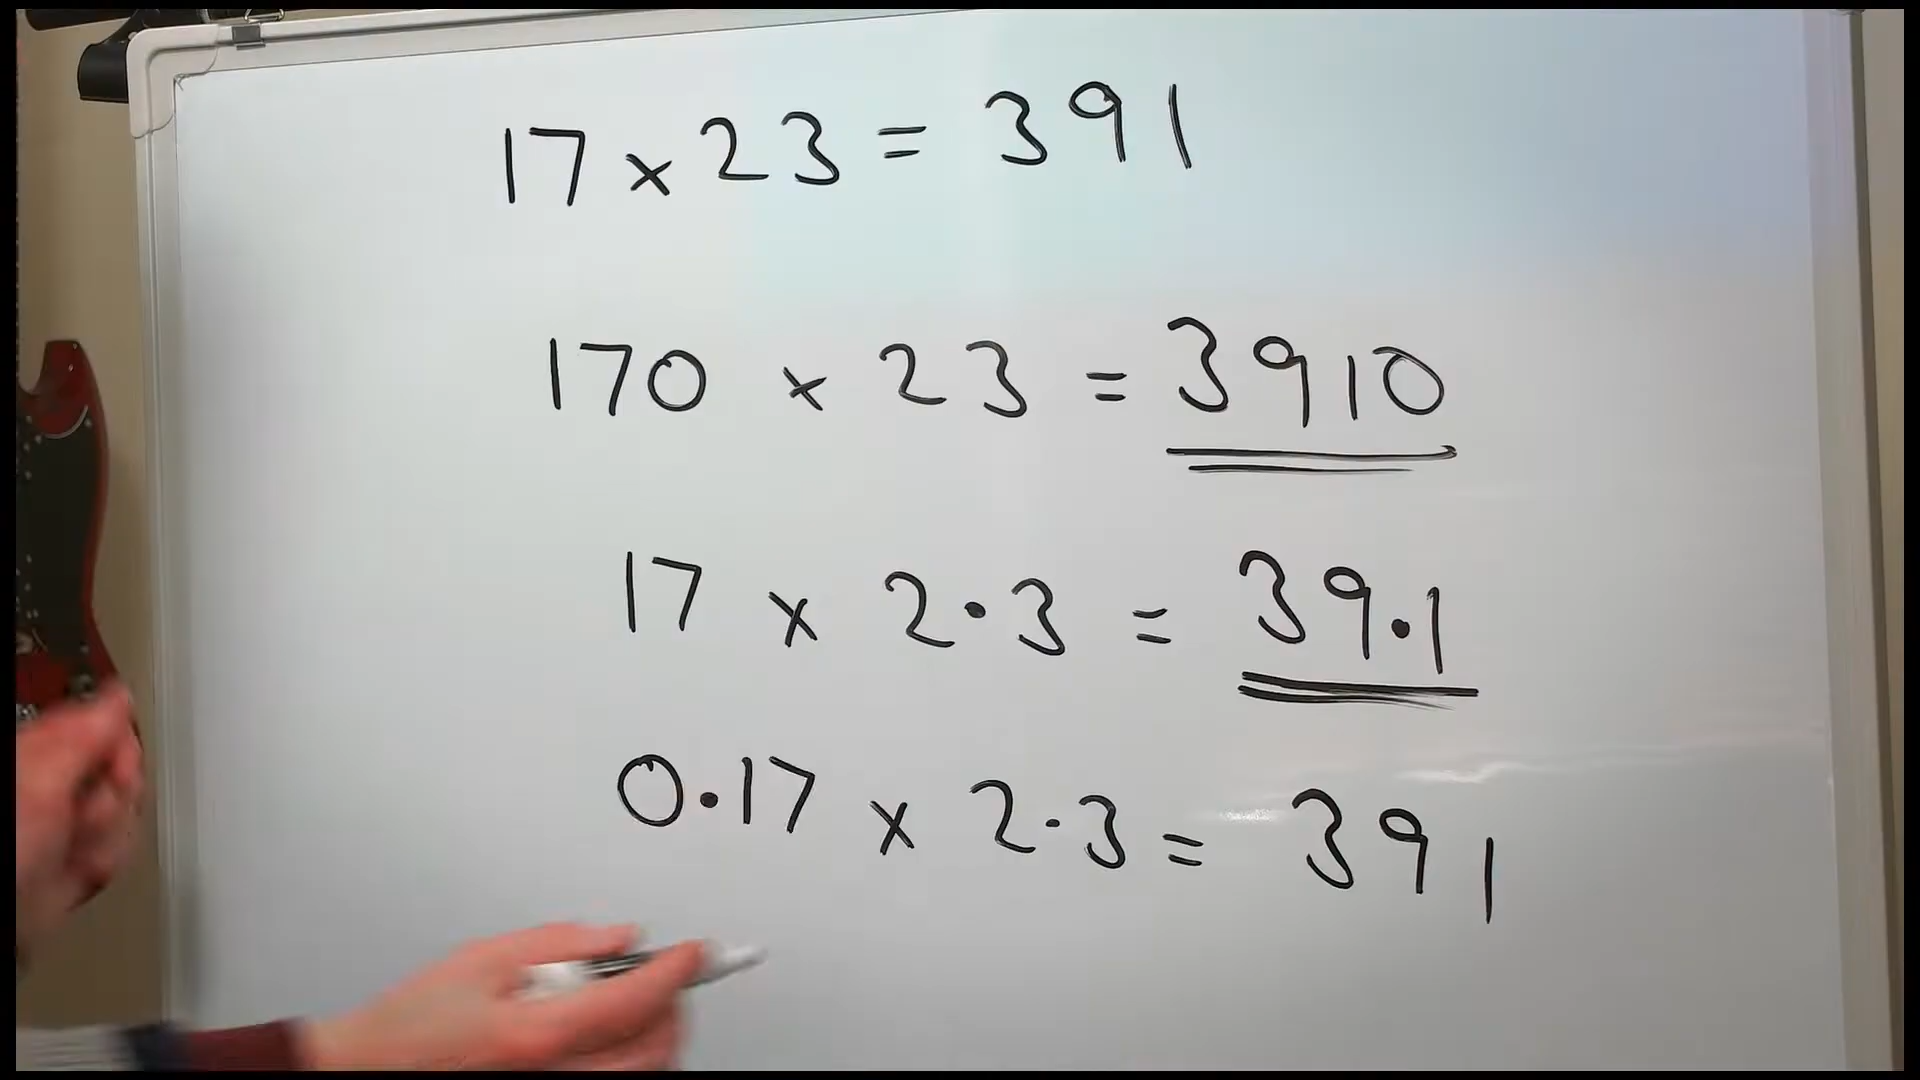 17 × 23 = 391
170 × 23 = 3910
17 × 2·3 = 39·1
0·17 × 2·3 = 391